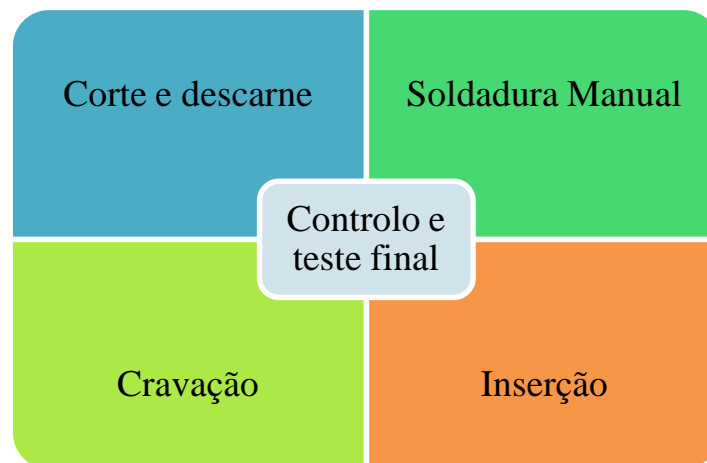 Corte e descarne
Soldadura Manual
Controlo e
teste final
Cravação
Inserção